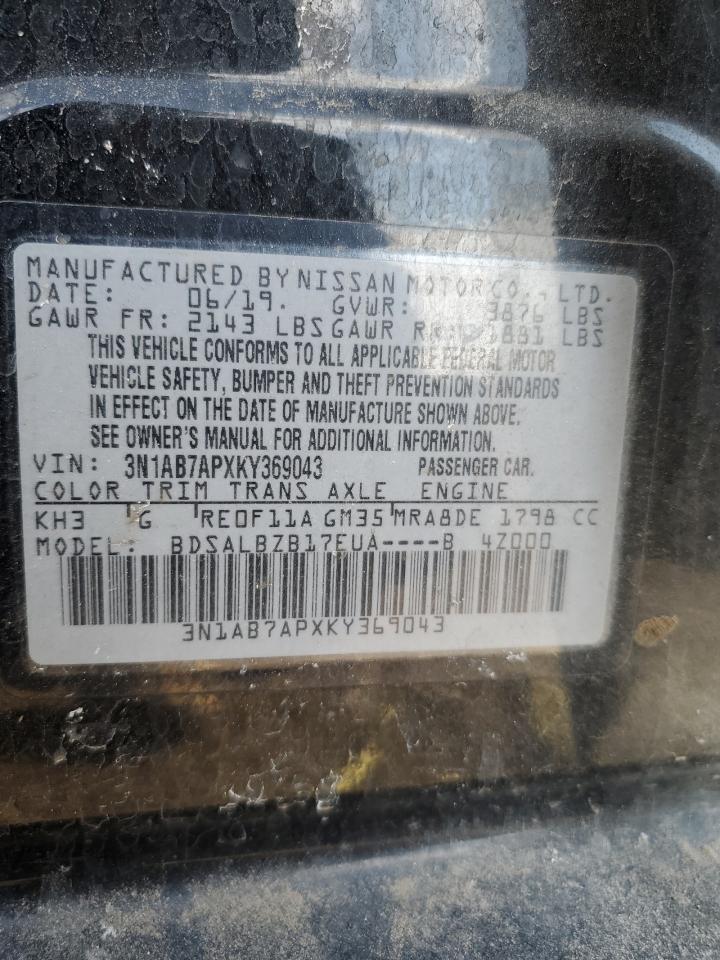 MANUFACTURED BY NISSAN MOTOR CO., LTD.
DATE: 06/19. GVWR: 3876 LBS
GAWR FR: 2143 LBS GAWR RR: 1881 LBS
THIS VEHICLE CONFORMS TO ALL APPLICABLE FEDERAL MOTOR
VEHICLE SAFETY, BUMPER AND THEFT PREVENTION STANDARDS
IN EFFECT ON THE DATE OF MANUFACTURE SHOWN ABOVE.
SEE OWNER'S MANUAL FOR ADDITIONAL INFORMATION.
VIN: 3N1AB7APXKY369043 PASSENGER CAR.
COLOR TRIM TRANS AXLE ENGINE
KH3 G RE0F11A GM35 MRA8DE 1798 CC
MODEL: BDSALBZB17EUA----B 4Z000
3N1AB7APXKY369043